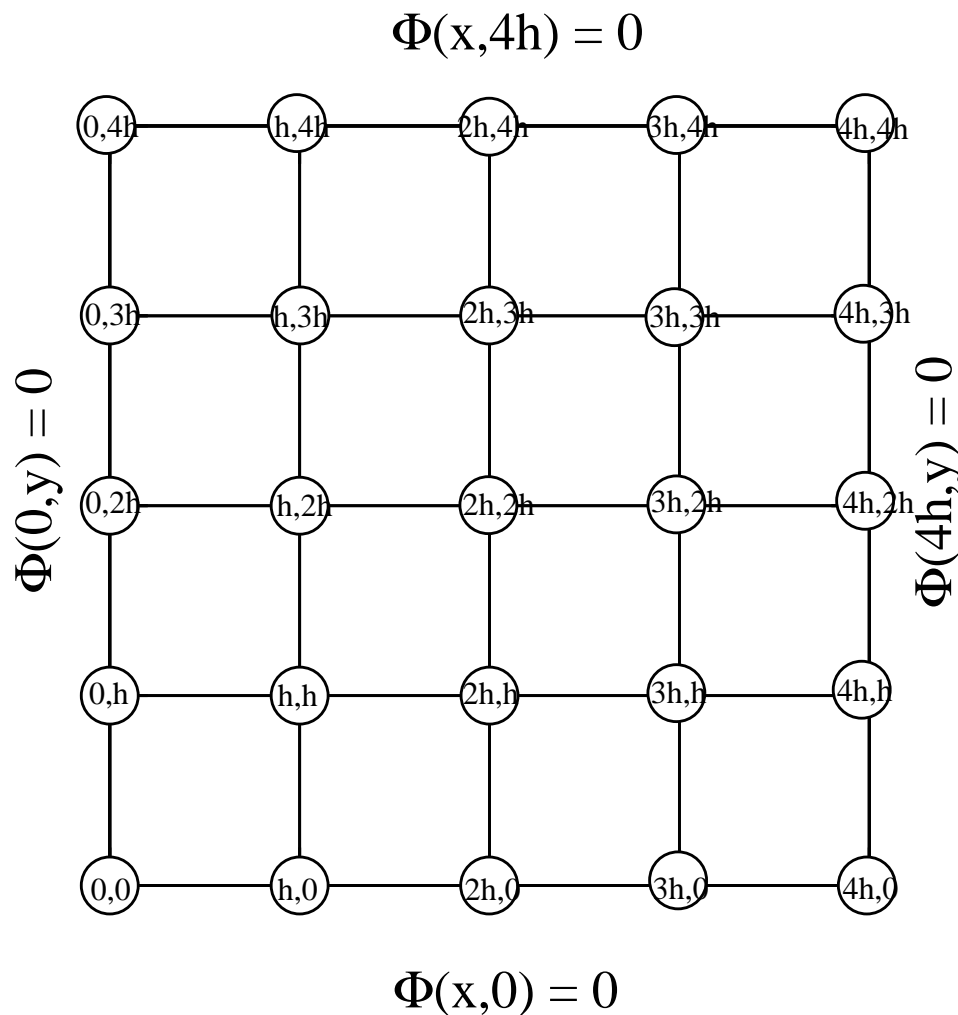 Φ(x,4h) = 0
0,4h
h,4h
2h,4h
3h,4h
4h,4h
0,3h
h,3h
2h,3h
3h,3h
4h,3h
Φ(0,y) = 0
Φ(4h,y) = 0
0,2h
h,2h
2h,2h
3h,2h
4h,2h
0,h
h,h
2h,h
3h,h
4h,h
0,0
h,0
2h,0
3h,0
4h,0
Φ(x,0) = 0